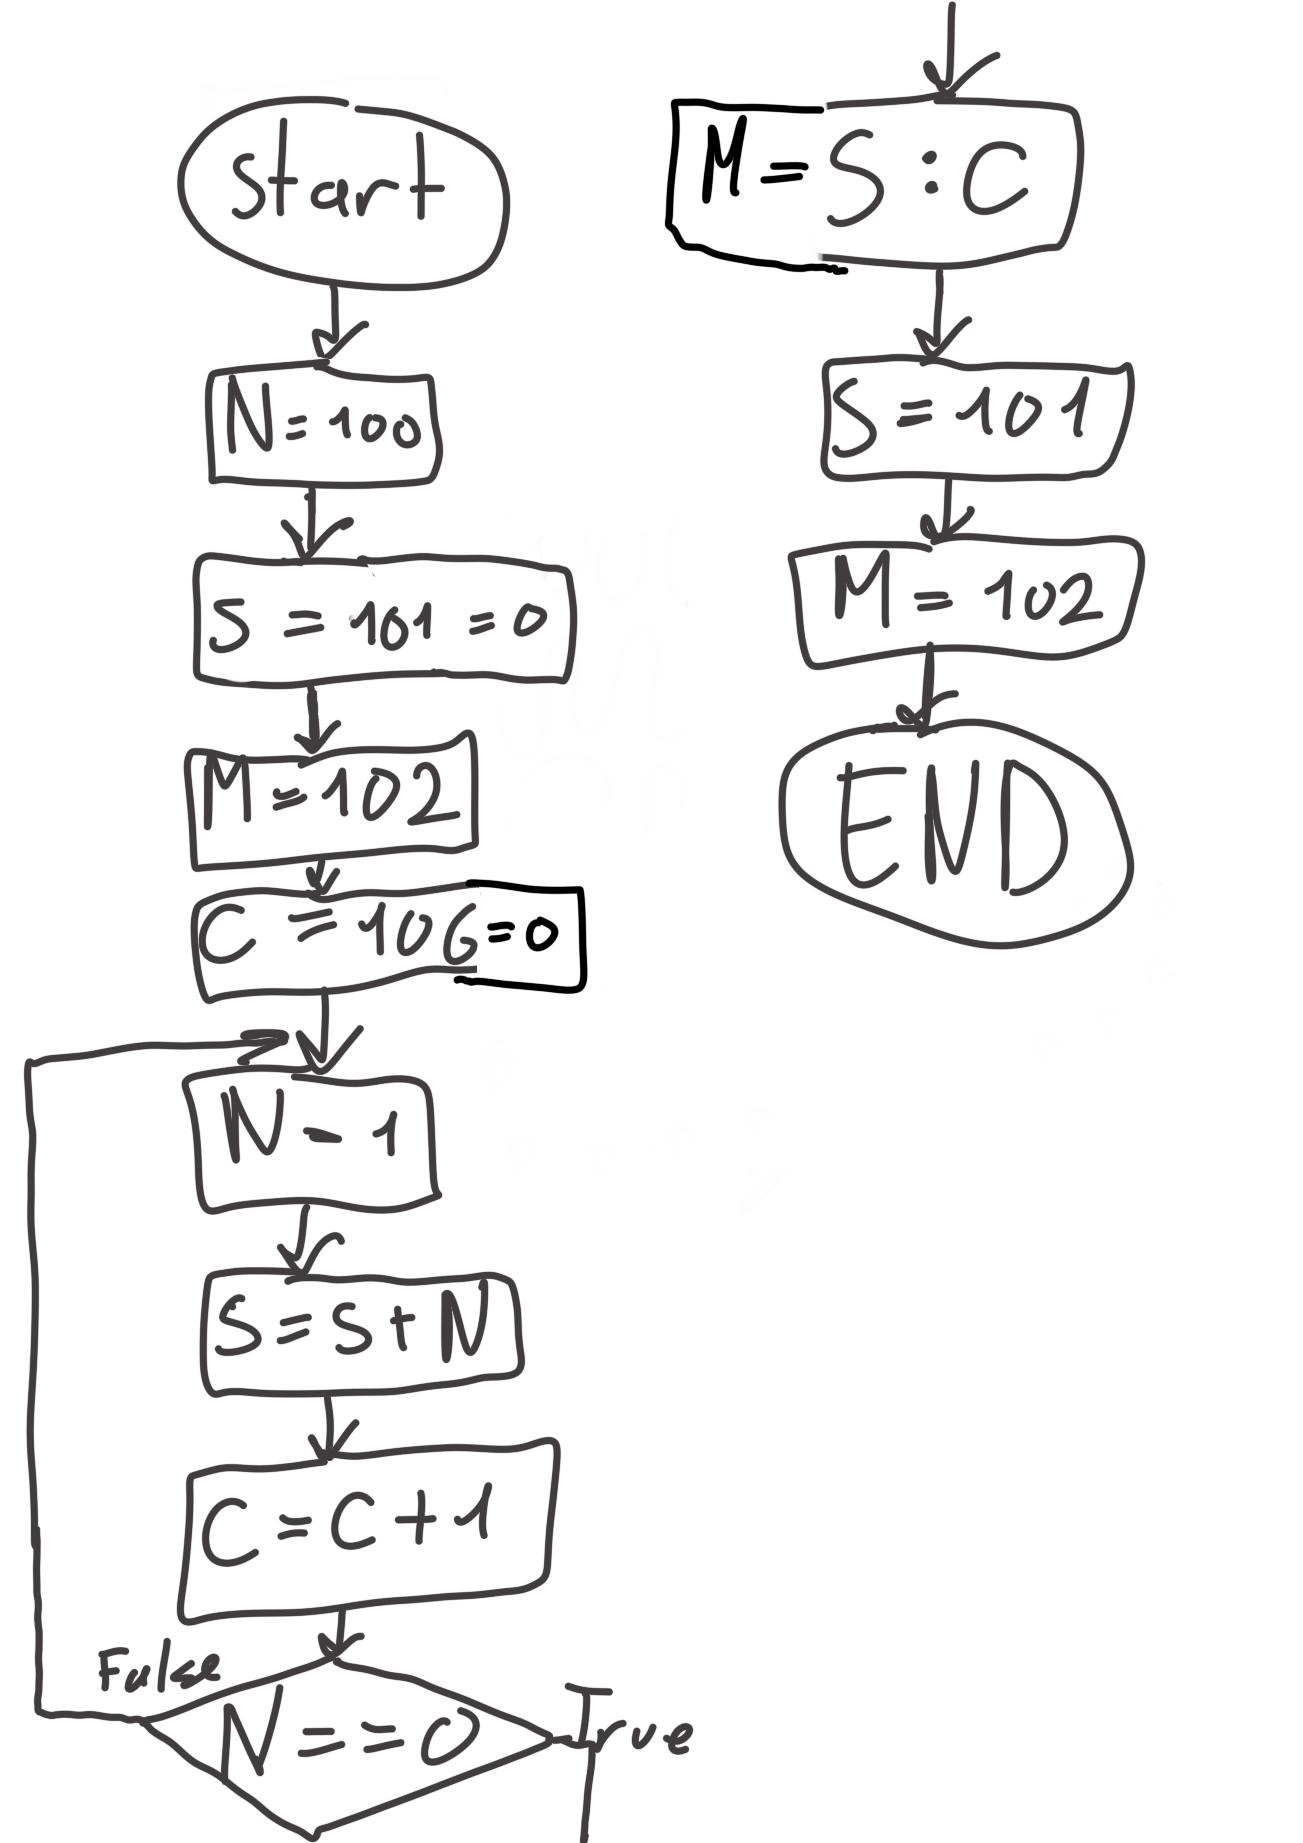 Start
N=100
S = 101 = 0
M=102
C = 106=0
N - 1
S=S+N
C=C+1
False
N==0
True
M=S:C
S=101
M=102
END